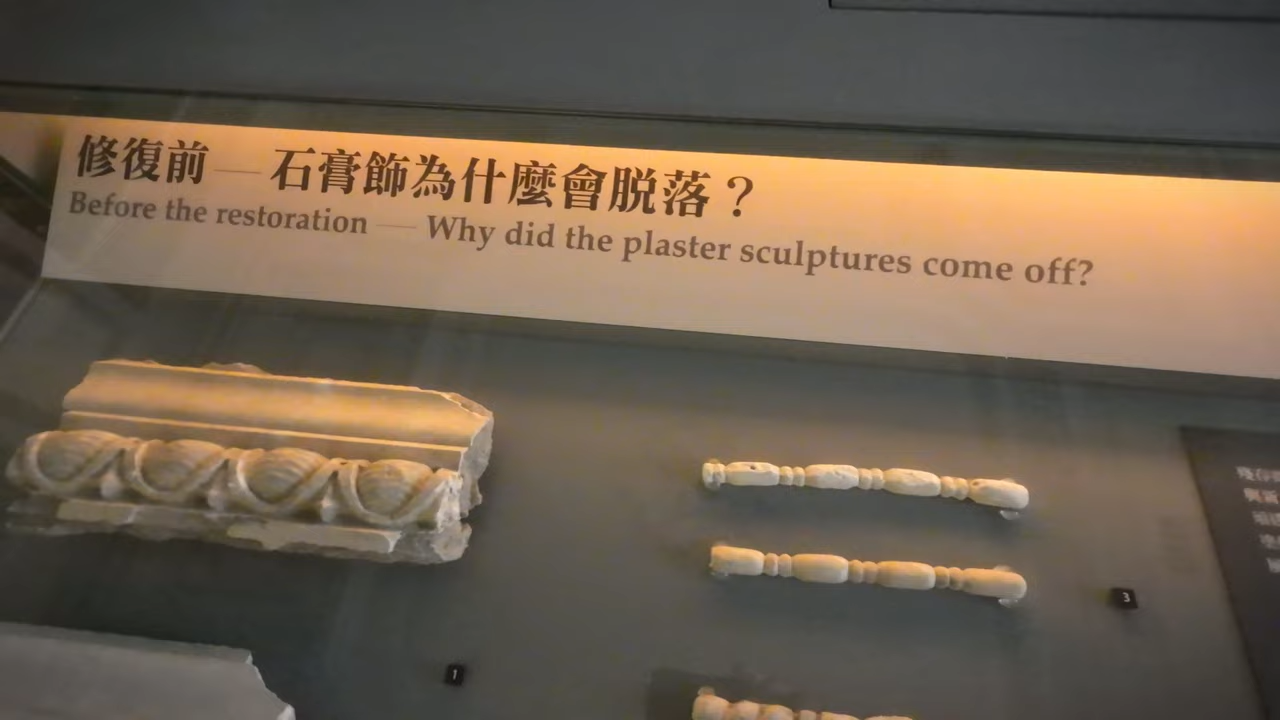 修復前 — 石膏飾為什麼會脫落？
Before the restoration — Why did the plaster sculptures come off?
3
1